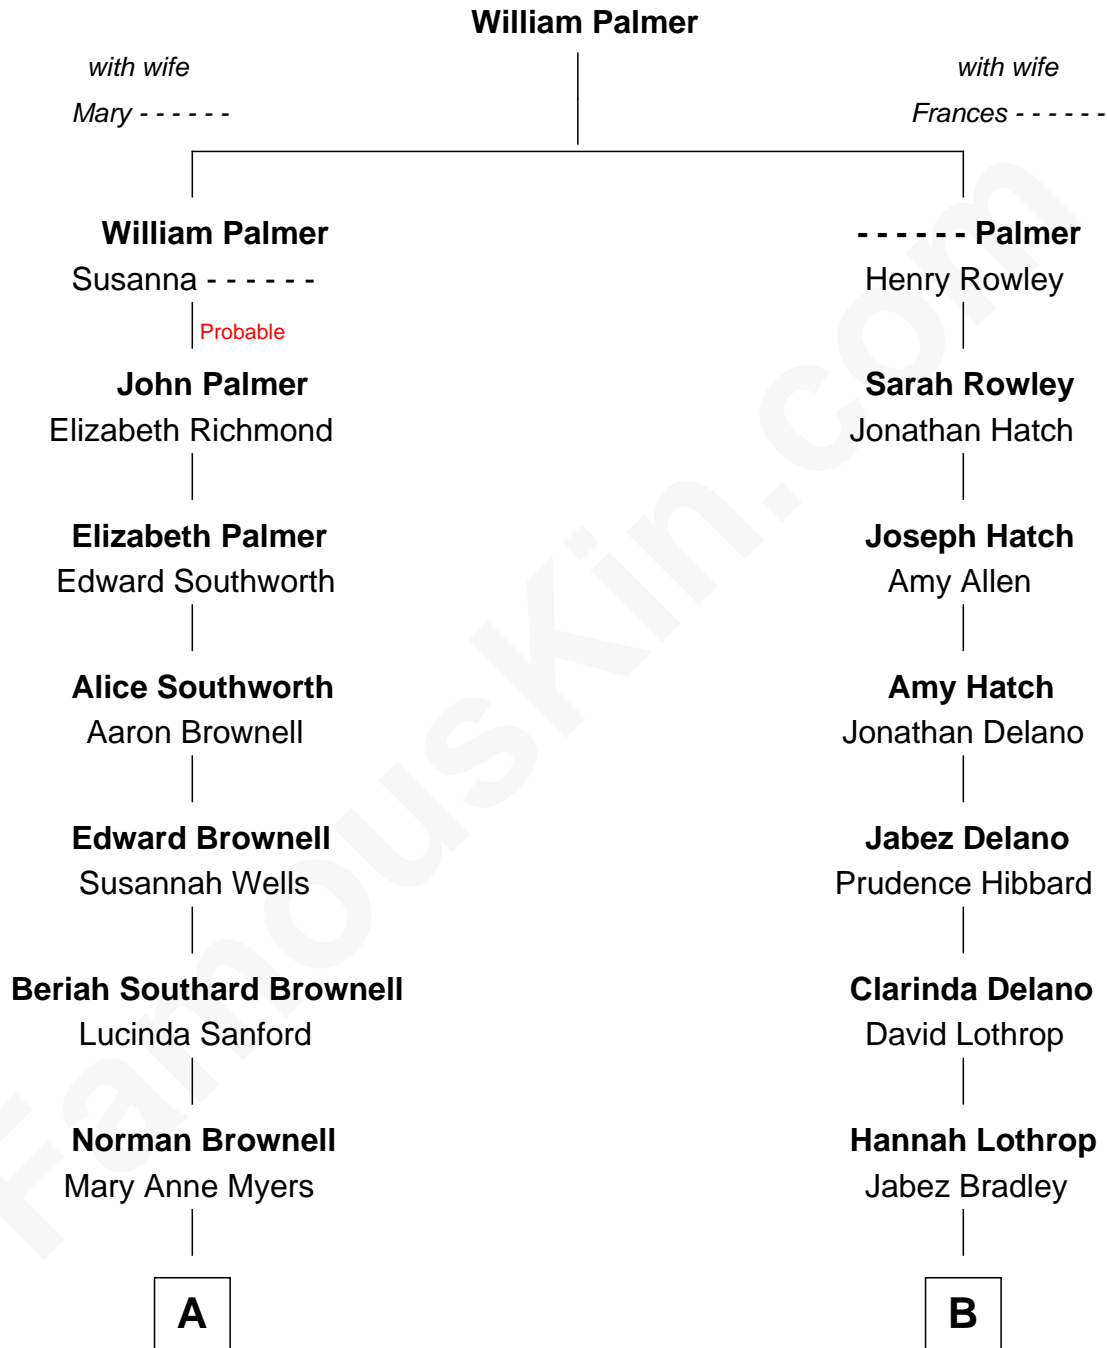 William Palmer
with wife
Mary - - - - - -
with wife
Frances - - - - - -
William Palmer
Susanna - - - - - -
Probable
John Palmer
Elizabeth Richmond
Elizabeth Palmer
Edward Southworth
Alice Southworth
Aaron Brownell
Edward Brownell
Susannah Wells
Beriah Southard Brownell
Lucinda Sanford
Norman Brownell
Mary Anne Myers
A
- - - - - - Palmer
Henry Rowley
Sarah Rowley
Jonathan Hatch
Joseph Hatch
Amy Allen
Amy Hatch
Jonathan Delano
Jabez Delano
Prudence Hibbard
Clarinda Delano
David Lothrop
Hannah Lothrop
Jabez Bradley
B
FamousKin.com